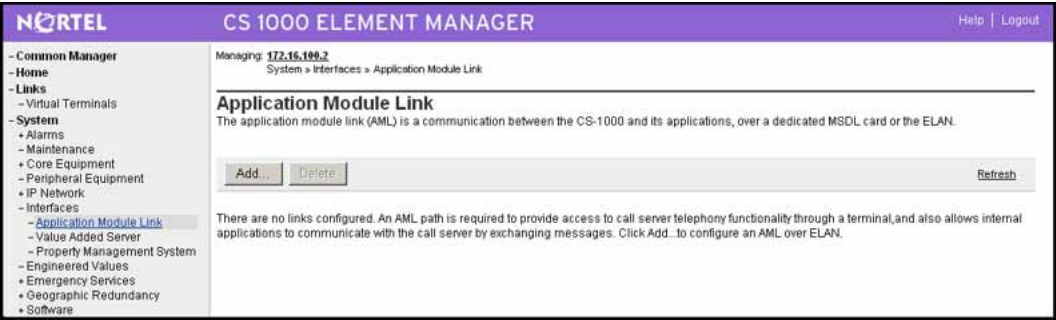 NØRTEL
CS 1000 ELEMENT MANAGER
Help | Logout
- Common Manager
- Home
- Links
- Virtual Terminals
- System
+ Alarms
- Maintenance
+ Core Equipment
- Peripheral Equipment
+ IP Network
- Interfaces
- Application Module Link
- Value Added Server
- Property Management System
- Engineered Values
+ Emergency Services
+ Geographic Redundancy
+ Software
Managing: 172.16.100.2
System » Interfaces » Application Module Link
Application Module Link
The application module link (AML) is a communication between the CS-1000 and its applications, over a dedicated MSDL card or the ELAN.
Add... Delete
Refresh
There are no links configured. An AML path is required to provide access to call server telephony functionality through a terminal,and also allows internal
applications to communicate with the call server by exchanging messages. Click Add...to configure an AML over ELAN.